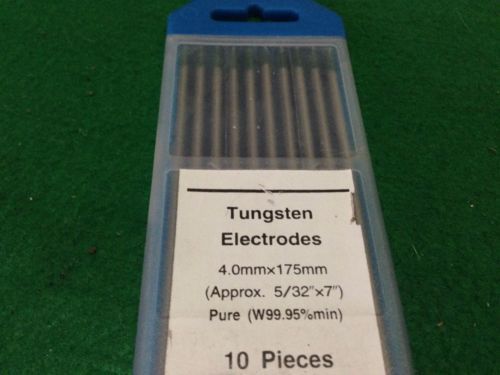 Tungsten
Electrodes
4.0mm×175mm
(Approx. 5/32"×7")
Pure (W99.95%min)
10 Pieces